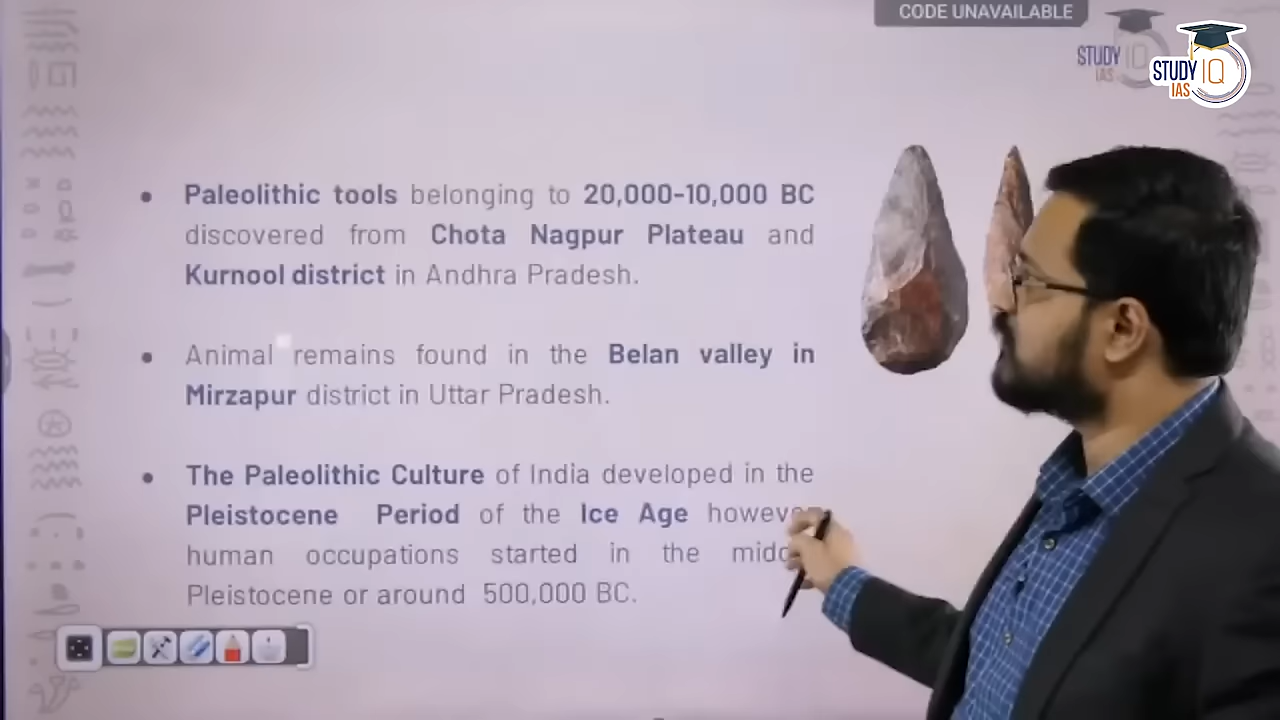 CODE UNAVAILABLE
STUDY IQ
IAS
STUDY IQ
IAS
Paleolithic tools belonging to 20,000-10,000 BC
discovered from Chota Nagpur Plateau and
Kurnool district in Andhra Pradesh.
Animal remains found in the Belan valley in
Mirzapur district in Uttar Pradesh.
The Paleolithic Culture of India developed in the
Pleistocene Period of the Ice Age
human occupations started in the
Pleistocene or around 500,000 BC.